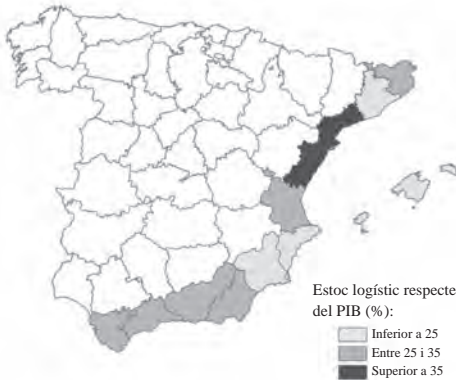 Estoc logístic respecte
del PIB (%):
Inferior a 25
Entre 25 i 35
Superior a 35